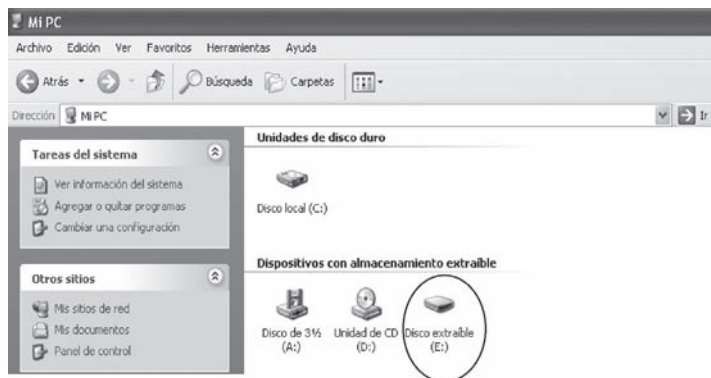 Mi PC
Archivo Edición Ver Favoritos Herramientas Ayuda
Atrás Búsqueda Carpetas
Dirección Mi PC Ir
Tareas del sistema
Ver información del sistema
Agregar o quitar programas
Cambiar una configuración
Otros sitios
Mis sitios de red
Mis documentos
Panel de control
Unidades de disco duro
Disco local (C:)
Dispositivos con almacenamiento extraíble
Disco de 3½ (A:)
Unidad de CD (D:)
Disco extraíble (E:)